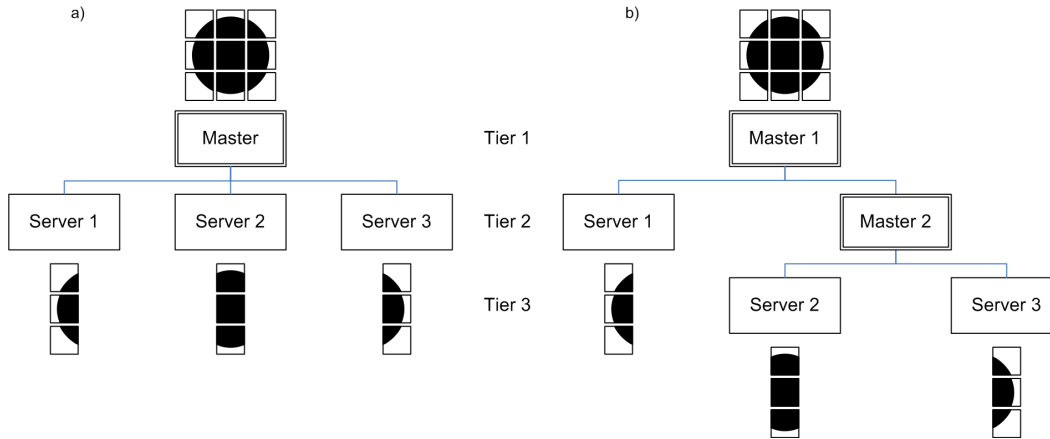 a)
b)
Master
Tier 1
Master 1
Server 1
Server 2
Server 3
Tier 2
Server 1
Master 2
Tier 3
Server 2
Server 3